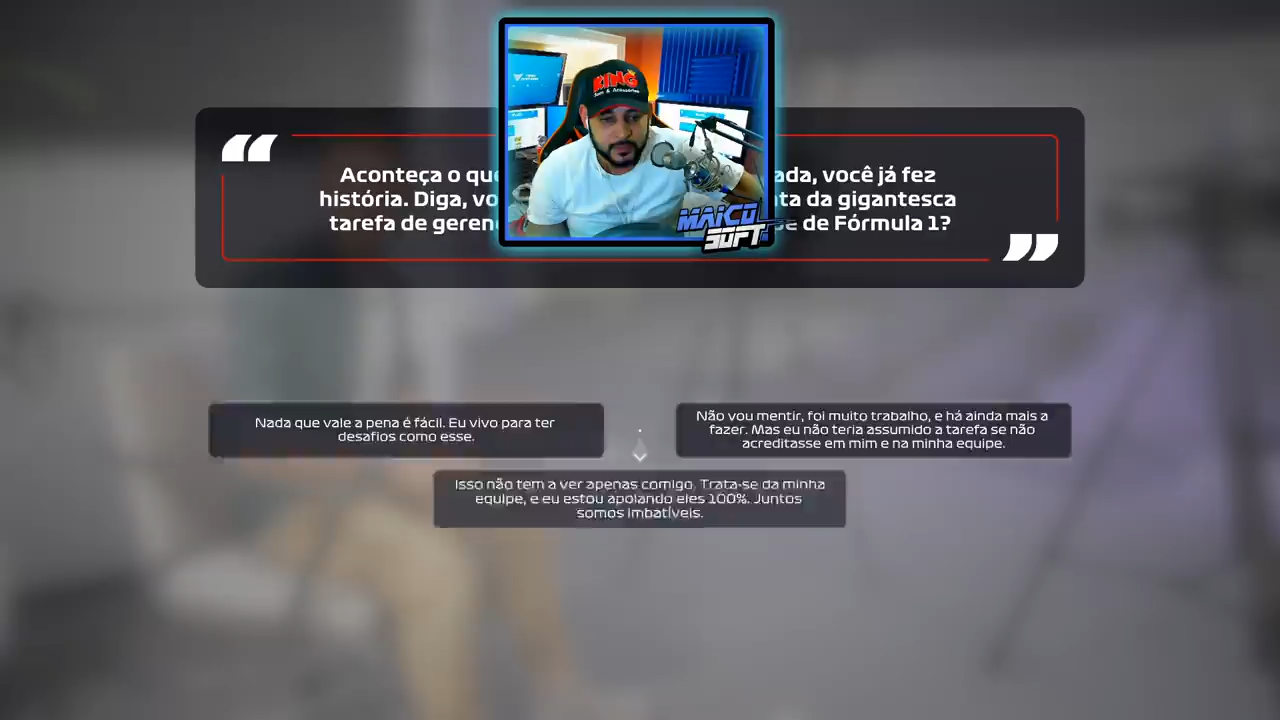 KING
MAICO
SOFT
Aconteça o que ada, você já fez
história. Diga, vo ta da gigantesca
tarefa de geren e de Fórmula 1?
Nada que vale a pena é fácil. Eu vivo para ter
desafios como esse.
Não vou mentir, foi muito trabalho, e há ainda mais a
fazer. Mas eu não teria assumido a tarefa se não
acreditasse em mim e na minha equipe.
Isso não tem a ver apenas comigo. Trata-se da minha
equipe, e eu estou apoiando eles 100%. Juntos
somos imbatíveis.